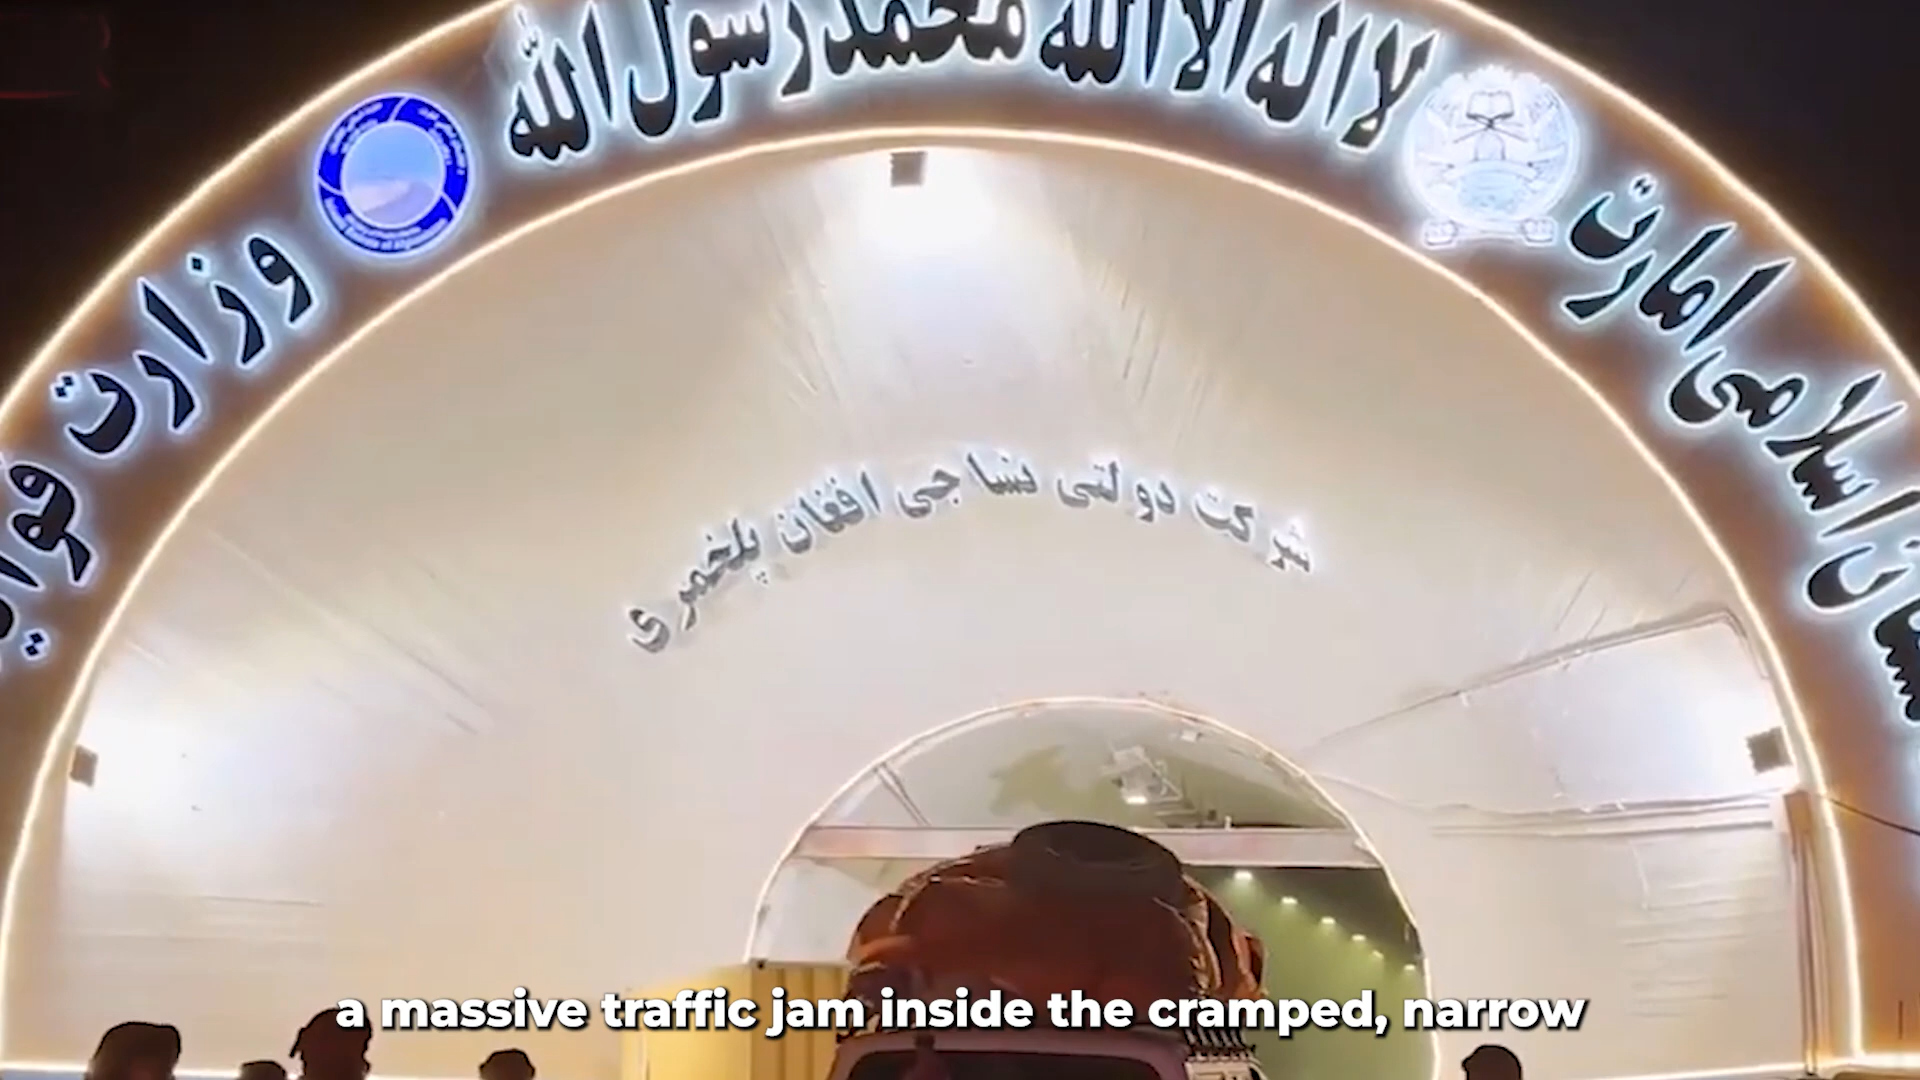 لا اله الا الله محمد رسول الله
امارت اسلامی
وزارت فواید
شرکت دولتی نساجی افغان پلخمری
a massive traffic jam inside the cramped, narrow